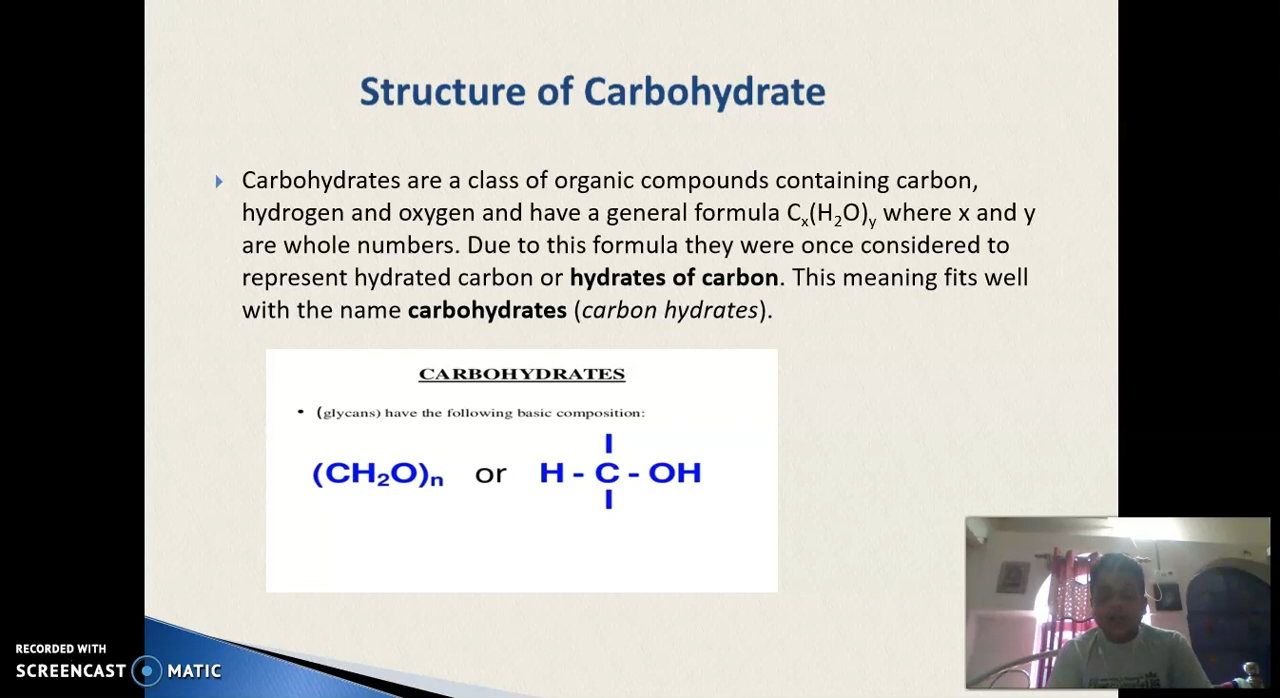 Structure of Carbohydrate
Carbohydrates are a class of organic compounds containing carbon,
hydrogen and oxygen and have a general formula Cₓ(H₂O)ᵧ where x and y
are whole numbers. Due to this formula they were once considered to
represent hydrated carbon or hydrates of carbon. This meaning fits well
with the name carbohydrates (carbon hydrates).
CARBOHYDRATES
• (glycans) have the following basic composition:
(CH₂O)ₙ or H - C - OH
RECORDED WITH
SCREENCAST MATIC